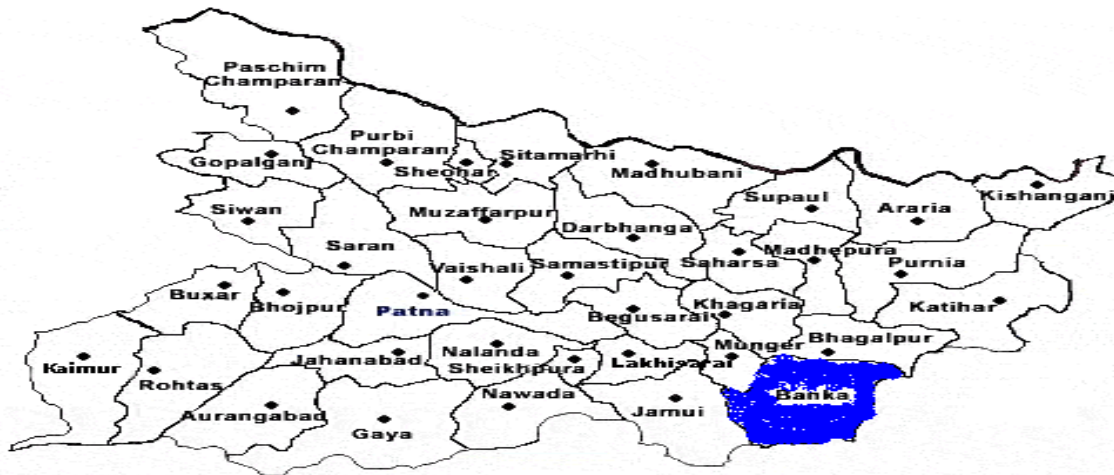 Paschim
Champaran
Purbi
Champaran
Gopalganj
Sheohar
Sitamarhi
Madhubani
Supaul
Araria
Kishanganj
Siwan
Muzaffarpur
Darbhanga
Saran
Vaishali
Samastipur
Saharsa
Madhepura
Purnia
Buxar
Bhojpur
Patna
Begusarai
Khagaria
Katihar
Kaimur
Rohtas
Jahanabad
Nalanda
Sheikhpura
Lakhisarai
Munger
Bhagalpur
Aurangabad
Gaya
Nawada
Jamui
Banka